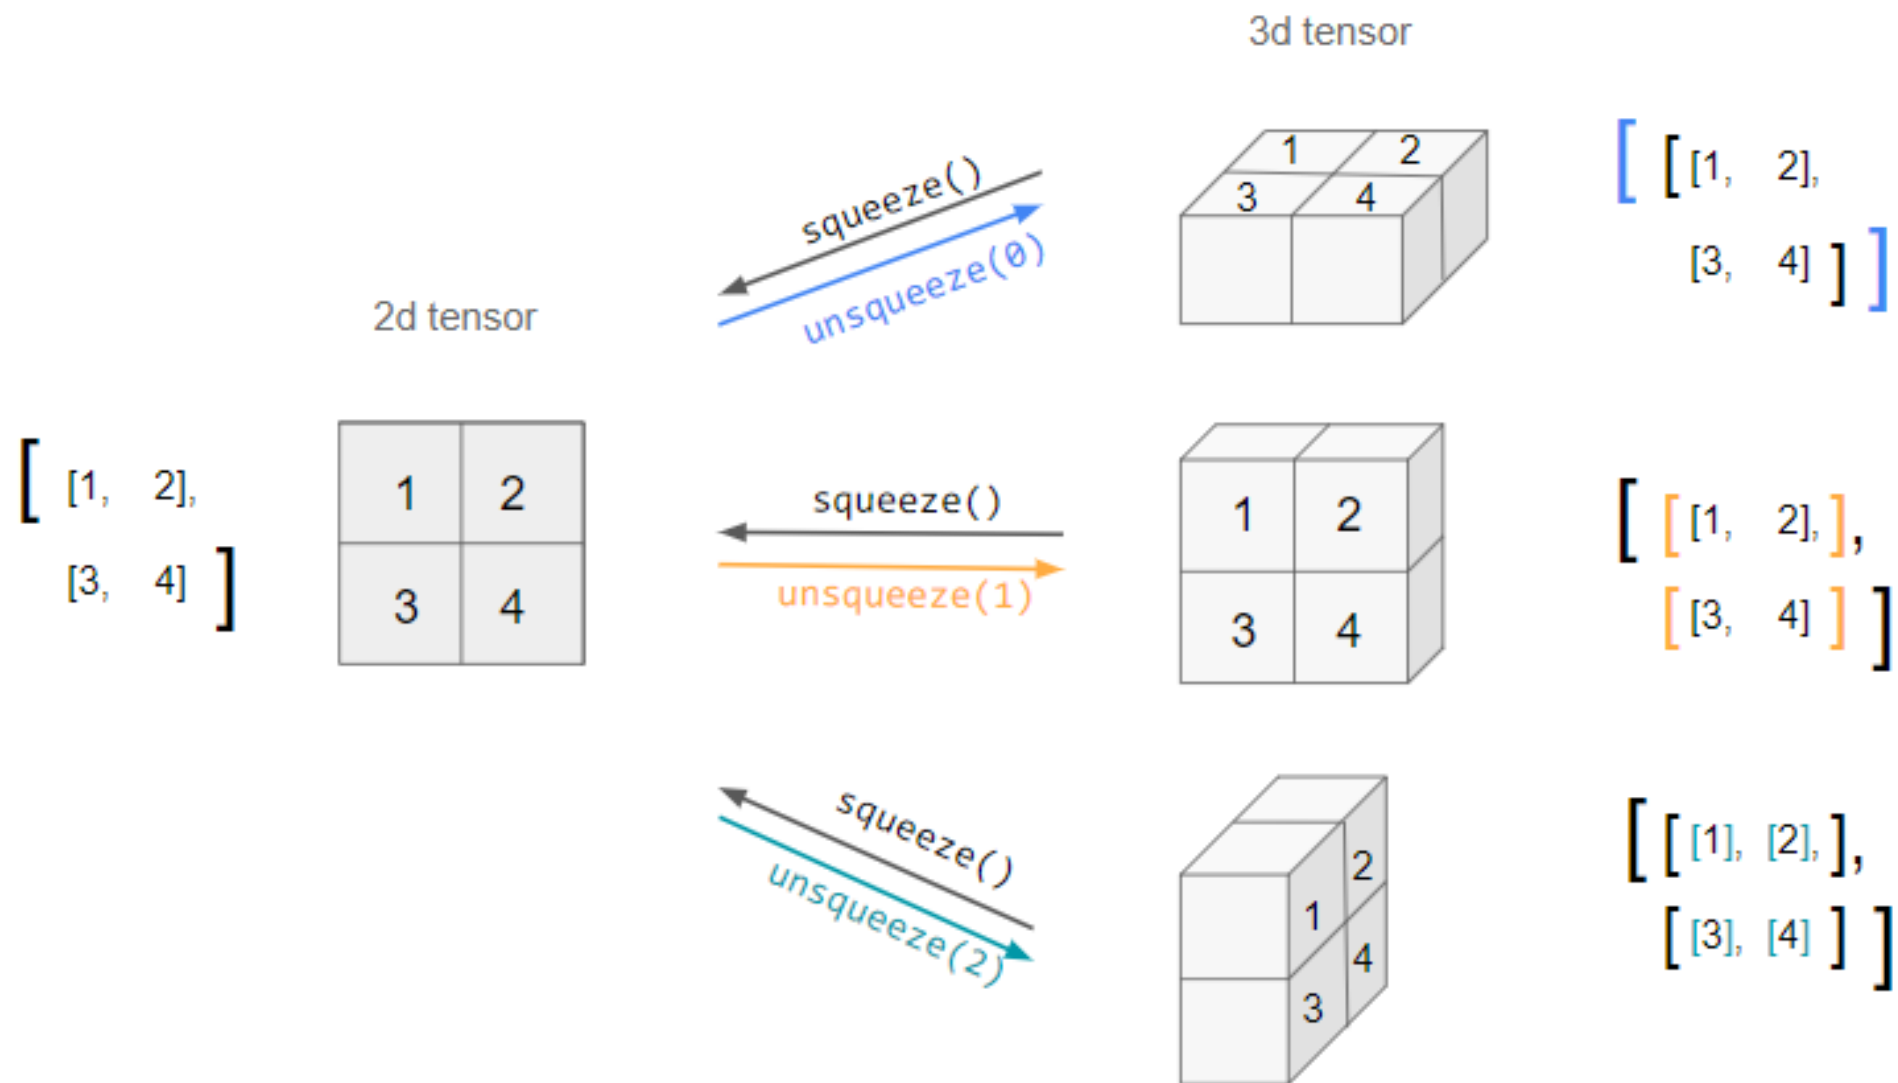 3d tensor
1 2
3 4
[ [ [1, 2],
[3, 4] ] ]
squeeze()
unsqueeze(0)
2d tensor
[ [1, 2],
[3, 4] ]
1 2
3 4
squeeze()
unsqueeze(1)
1 2
3 4
[ [ [1, 2], ],
[ [3, 4] ] ]
squeeze()
unsqueeze(2)
2
1
4
3
[ [ [1], [2], ],
[ [3], [4] ] ]